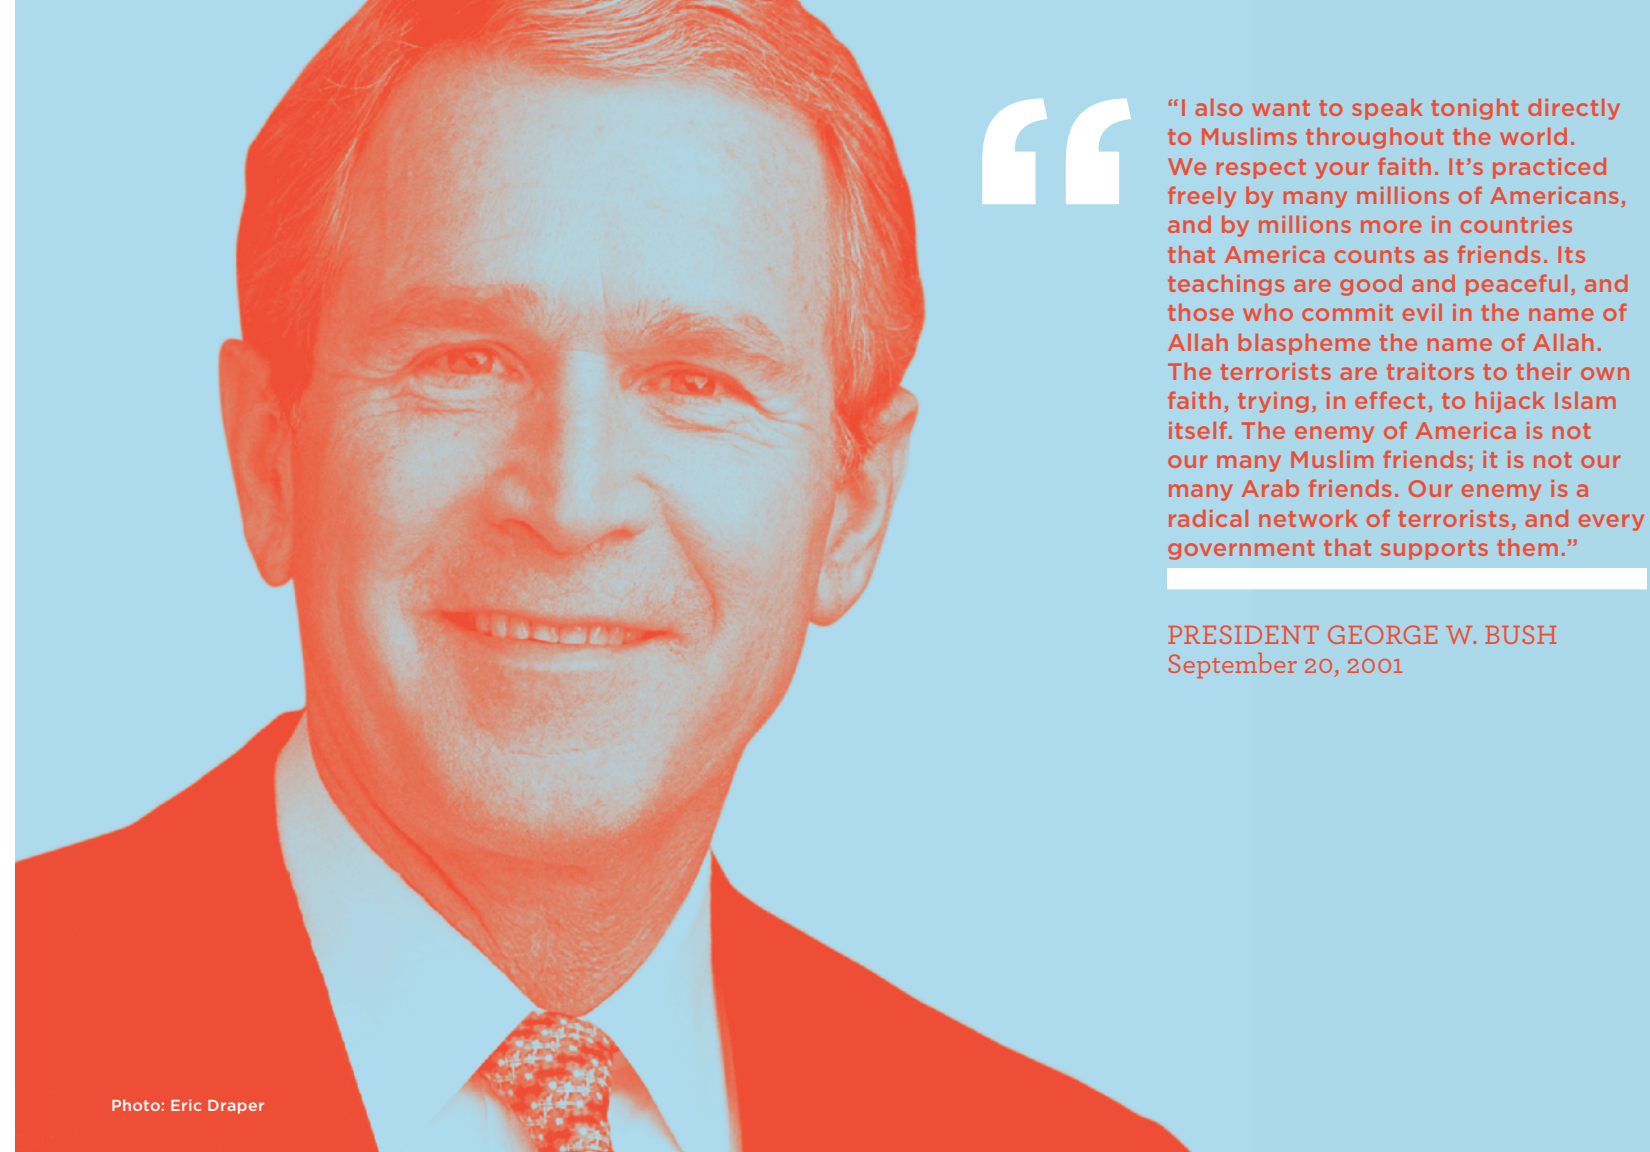 “I also want to speak tonight directly
to Muslims throughout the world.
We respect your faith. It’s practiced
freely by many millions of Americans,
and by millions more in countries
that America counts as friends. Its
teachings are good and peaceful, and
those who commit evil in the name of
Allah blaspheme the name of Allah.
The terrorists are traitors to their own
faith, trying, in effect, to hijack Islam
itself. The enemy of America is not
our many Muslim friends; it is not our
many Arab friends. Our enemy is a
radical network of terrorists, and every
government that supports them.”
PRESIDENT GEORGE W. BUSH
September 20, 2001
Photo: Eric Draper